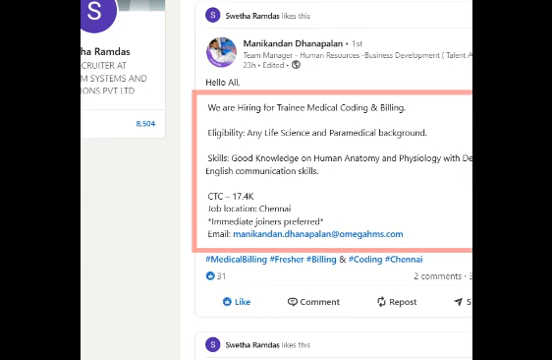 S
ha Ramdas
CRUITER AT
M SYSTEMS AND
IONS PVT LTD
8,504
S Swetha Ramdas likes this
Manikandan Dhanapalan • 1st
Team Manager - Human Resources -Business Development ( Talent A
23h • Edited •
Hello All,
We are Hiring for Trainee Medical Coding & Billing.
Eligibility: Any Life Science and Paramedical background.
Skills: Good Knowledge on Human Anatomy and Physiology with De
English communication skills.
CTC – 17.4K
Job location: Chennai
*Immediate joiners preferred*
Email: manikandan.dhanapalan@omegahms.com
#MedicalBilling #Fresher #Billing & #Coding #Chennai
31
2 comments •
Like Comment Repost S
S Swetha Ramdas likes this